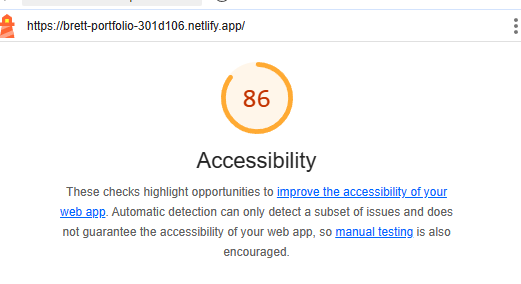 https://brett-portfolio-301d106.netlify.app/
86
Accessibility
These checks highlight opportunities to improve the accessibility of your
web app. Automatic detection can only detect a subset of issues and does
not guarantee the accessibility of your web app, so manual testing is also
encouraged.